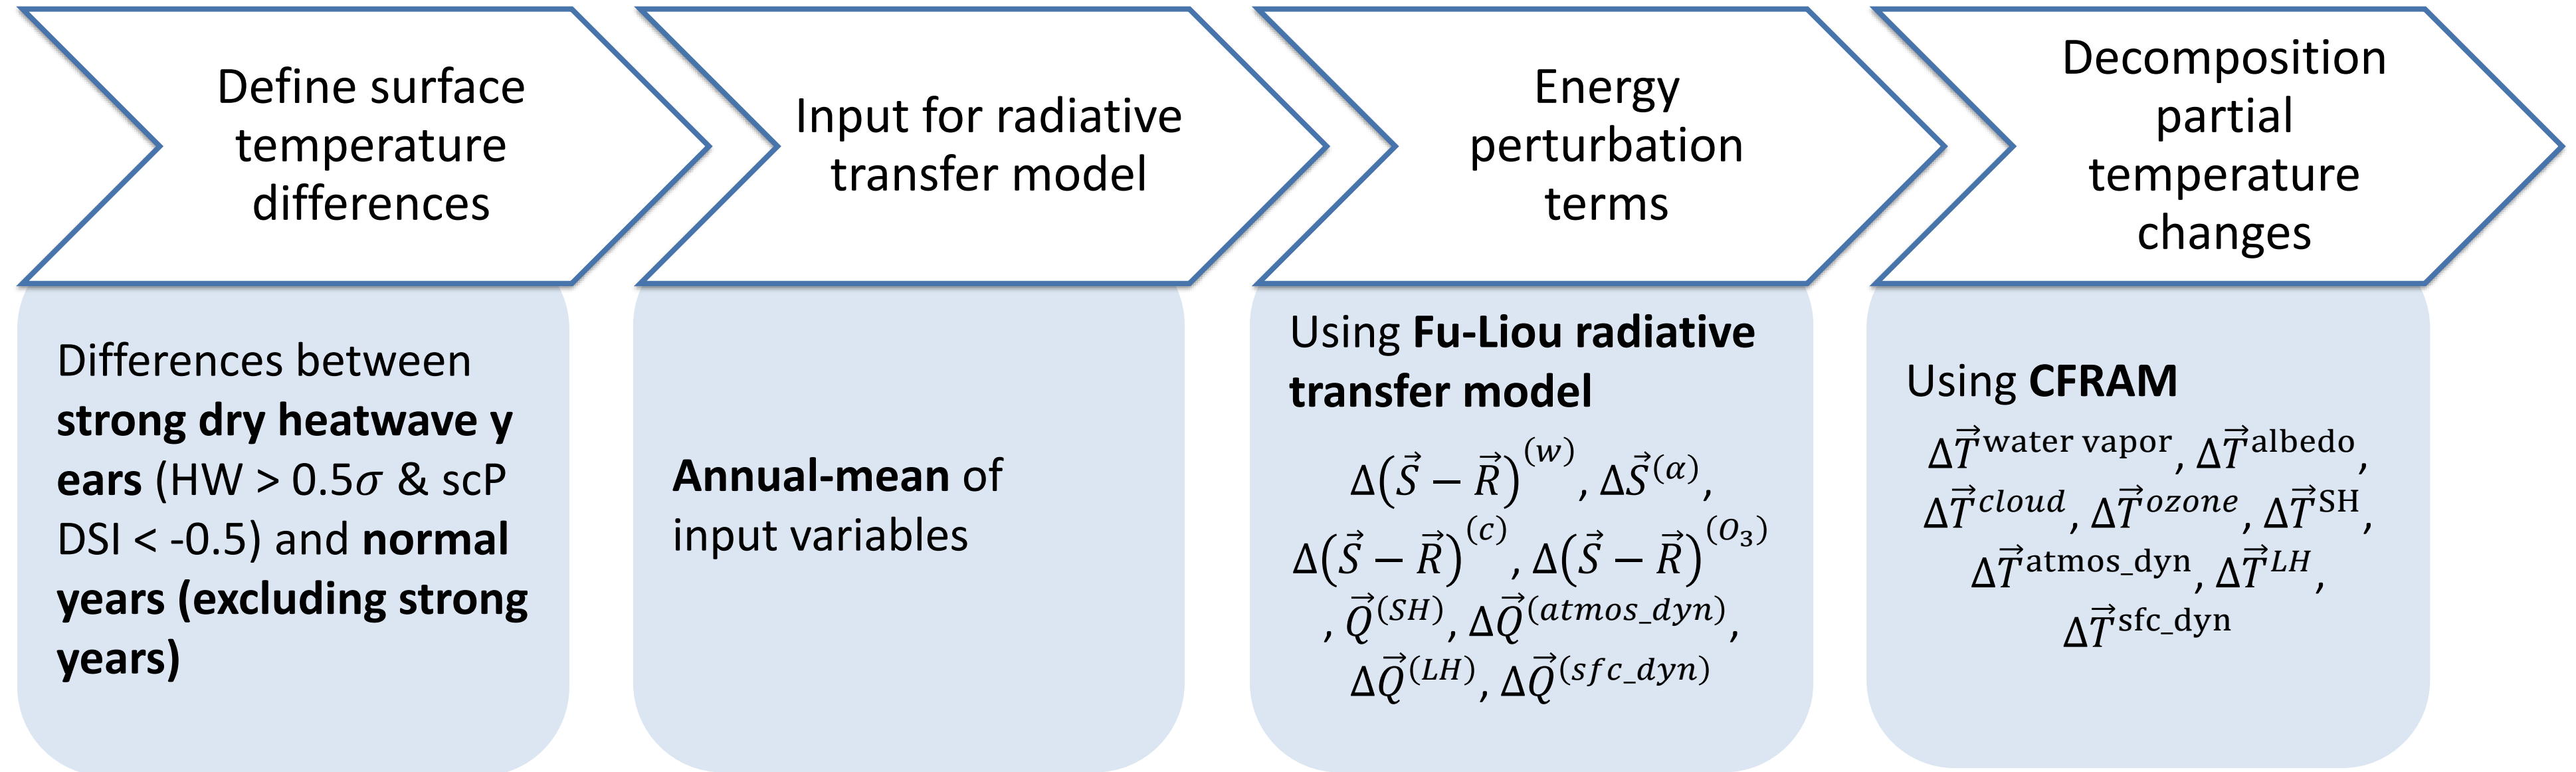 Define surface
temperature
differences
Differences between
strong dry heatwave y
ears (HW > 0.5𝜎 & scP
DSI < -0.5) and normal
years (excluding strong
years)
Input for radiative
transfer model
Annual-mean of
input variables
Energy
perturbation
terms
Using Fu-Liou radiative
transfer model
Δ(S⃗ − R⃗)^(w), ΔS⃗^(α),
Δ(S⃗ − R⃗)^(c), Δ(S⃗ − R⃗)^(O₃)
, Q⃗^(SH), ΔQ⃗^(atmos_dyn),
ΔQ⃗^(LH), ΔQ⃗^(sfc_dyn)
Decomposition
partial
temperature
changes
Using CFRAM
ΔT⃗^water vapor, ΔT⃗^albedo,
ΔT⃗^cloud, ΔT⃗^ozone, ΔT⃗^SH,
ΔT⃗^atmos_dyn, ΔT⃗^LH,
ΔT⃗^sfc_dyn